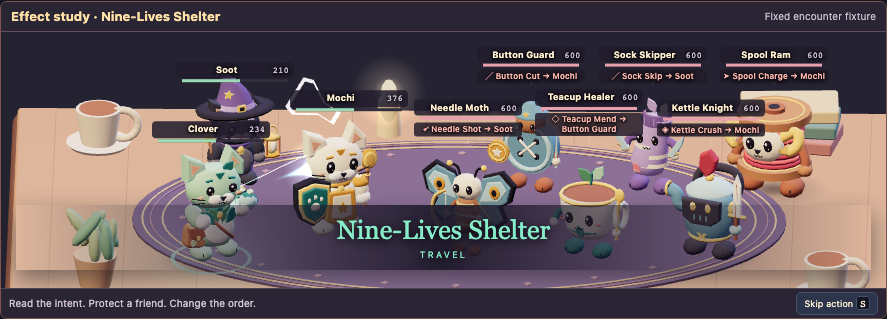 Effect study · Nine-Lives Shelter
Fixed encounter fixture
Button Guard 600
Button Cut → Mochi
Sock Skipper 600
Sock Skip → Soot
Spool Ram 600
Spool Charge → Mochi
Soot 210
Mochi 376
Needle Moth 600
Needle Shot → Soot
Teacup Healer 600
Teacup Mend →
Button Guard
Kettle Knight 600
Kettle Crush → Mochi
Clover 234
Nine-Lives Shelter
TRAVEL
Read the intent. Protect a friend. Change the order.
Skip action S